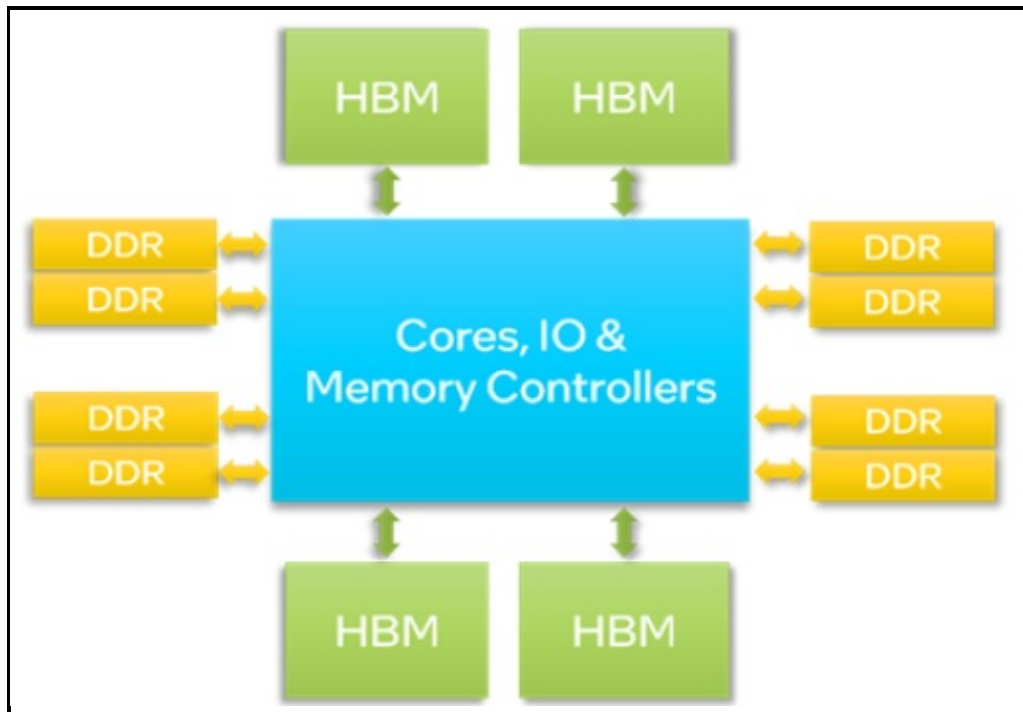 HBM
HBM
DDR
DDR
DDR
DDR
Cores, IO &
Memory Controllers
DDR
DDR
DDR
DDR
HBM
HBM